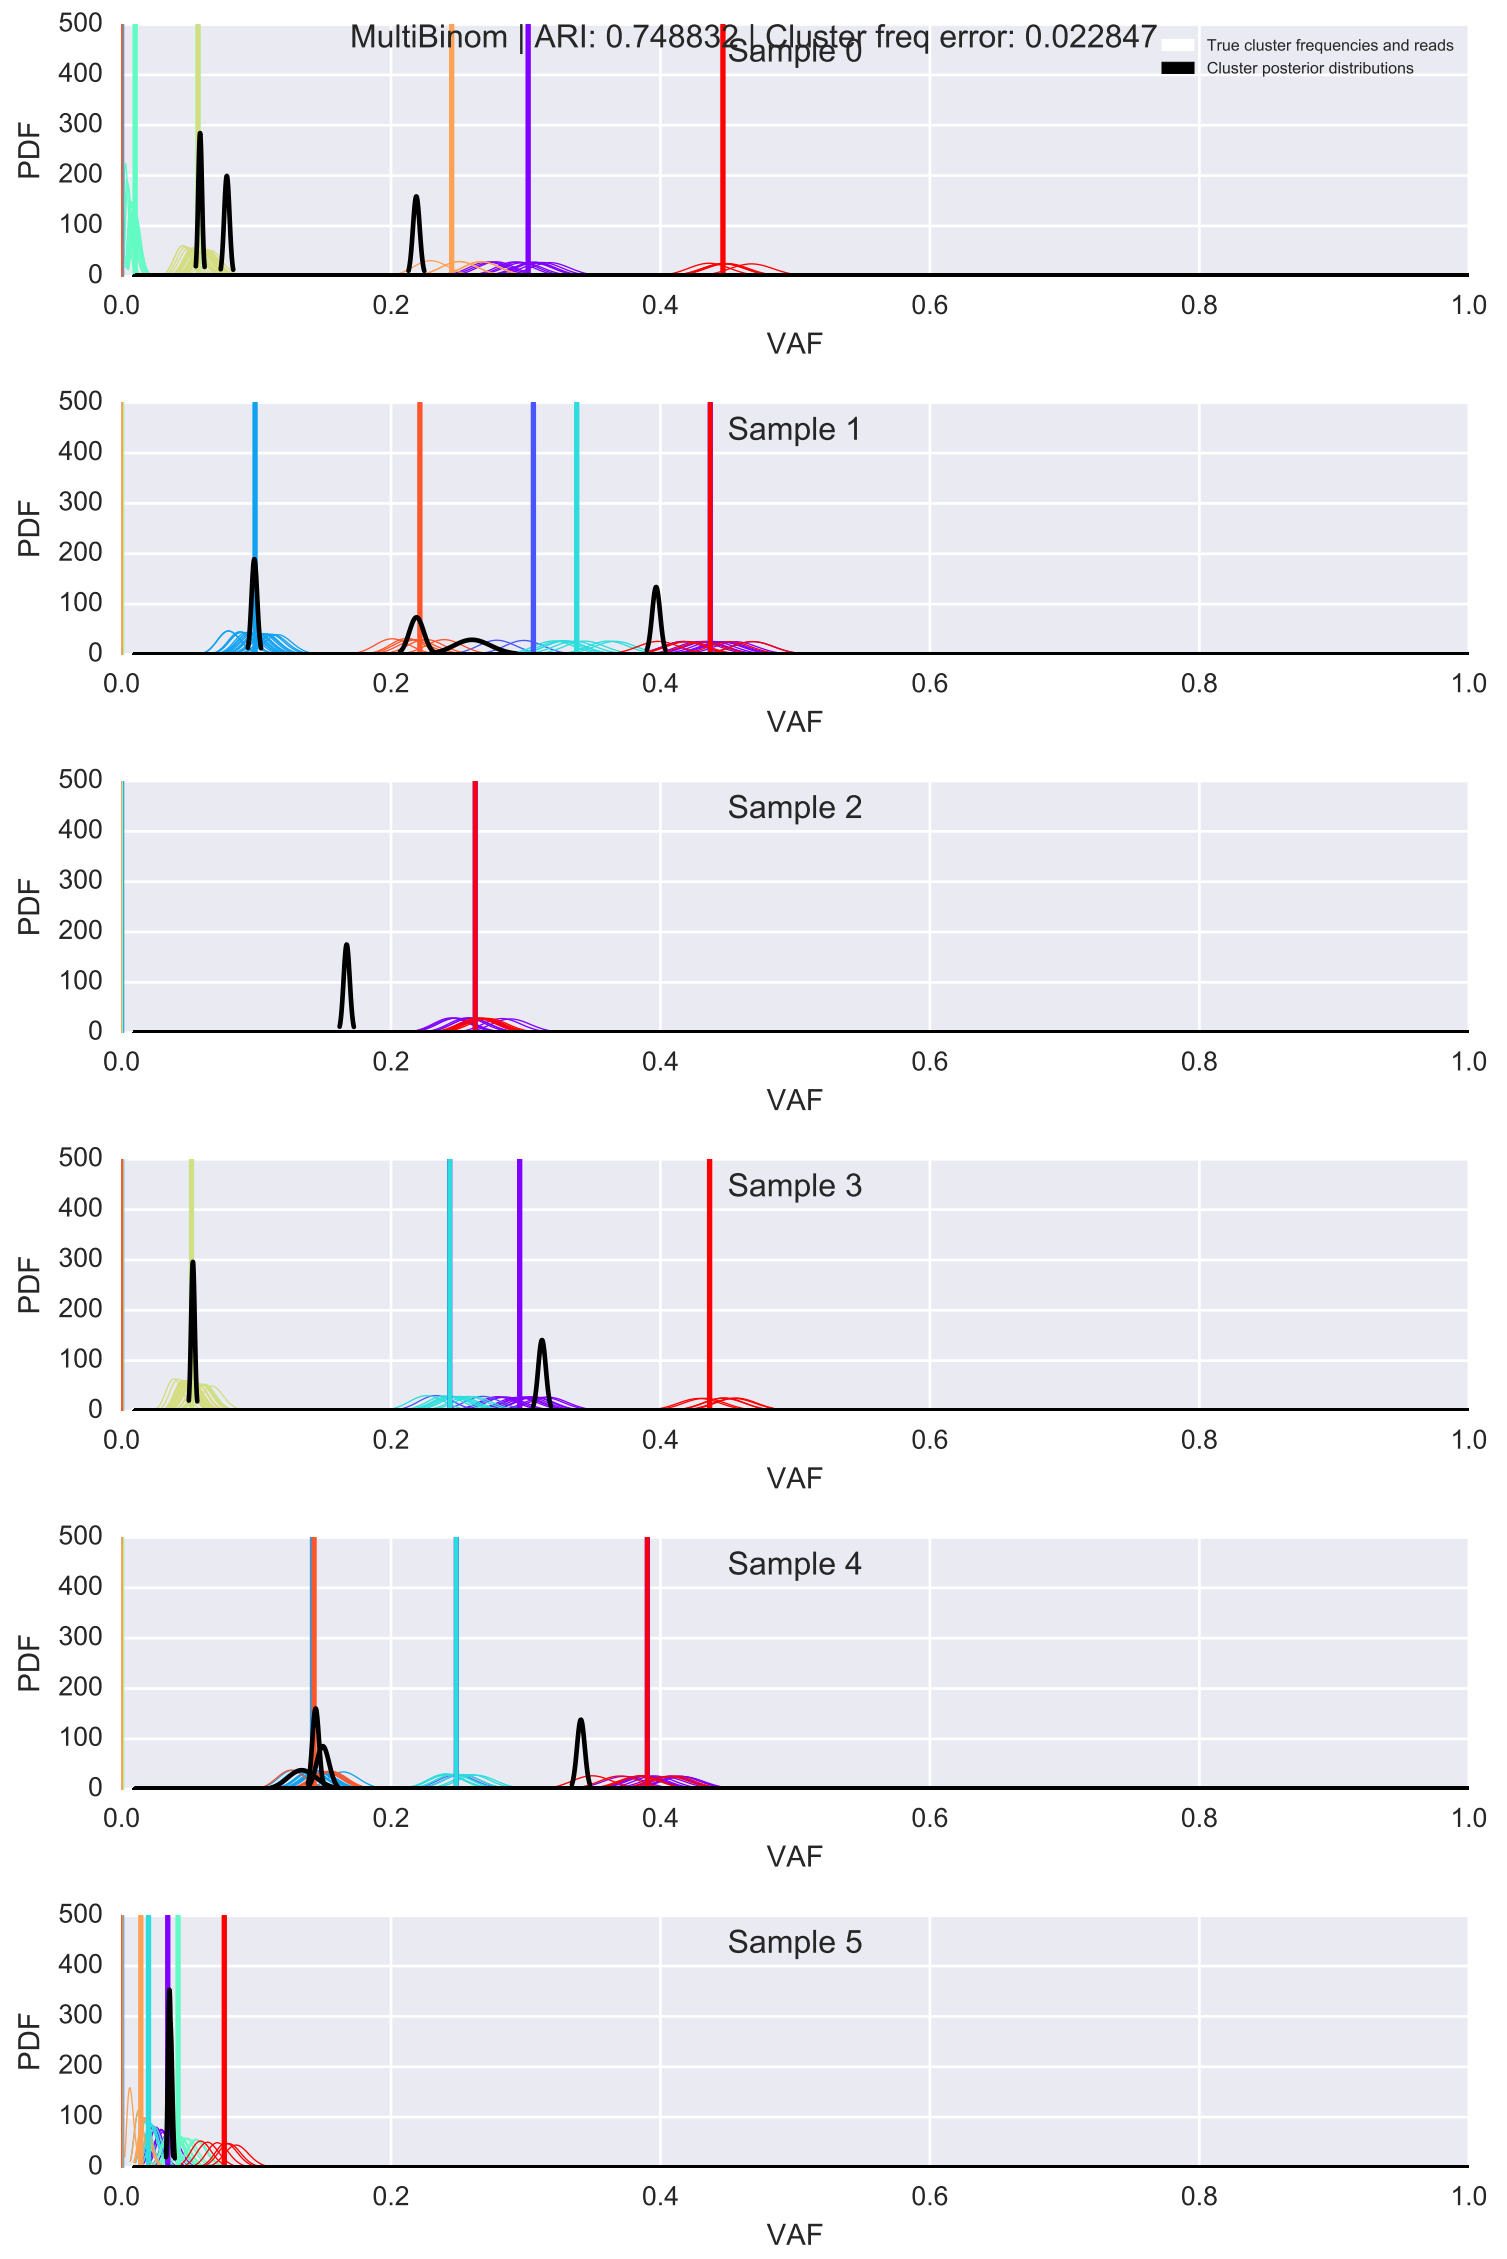 MultiBinom | ARI: 0.748832 | Cluster freq error: 0.022847
Sample 0
True cluster frequencies and reads
Cluster posterior distributions
500
400
300
200
100
0
PDF
0.0 0.2 0.4 0.6 0.8 1.0
VAF
Sample 1
500
400
300
200
100
0
PDF
0.0 0.2 0.4 0.6 0.8 1.0
VAF
Sample 2
500
400
300
200
100
0
PDF
0.0 0.2 0.4 0.6 0.8 1.0
VAF
Sample 3
500
400
300
200
100
0
PDF
0.0 0.2 0.4 0.6 0.8 1.0
VAF
Sample 4
500
400
300
200
100
0
PDF
0.0 0.2 0.4 0.6 0.8 1.0
VAF
Sample 5
500
400
300
200
100
0
PDF
0.0 0.2 0.4 0.6 0.8 1.0
VAF